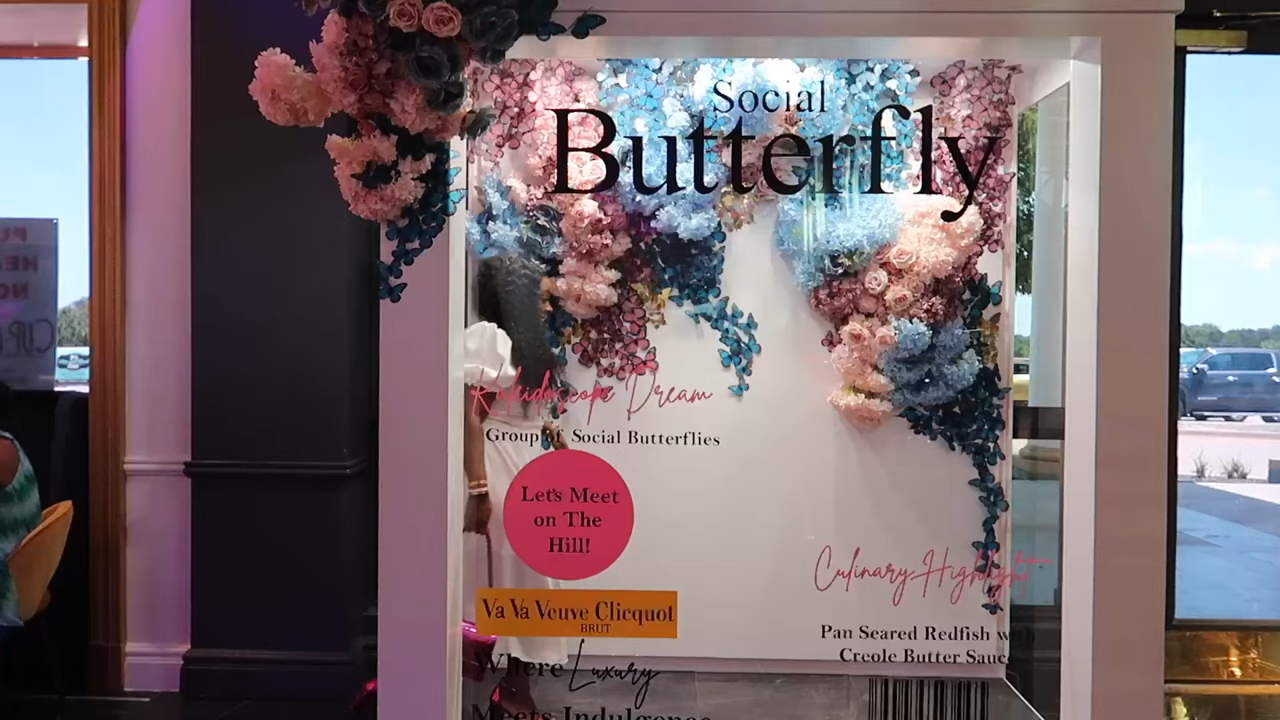 Social
Butterfly
Kaleidoscope Dream
Group of Social Butterflies
Let's Meet
on The
Hill!
Va Va Veuve Clicquot
BRUT
Where Luxury
Meets Indulgence
Culinary Highlight
Pan Seared Redfish with
Creole Butter Sauce